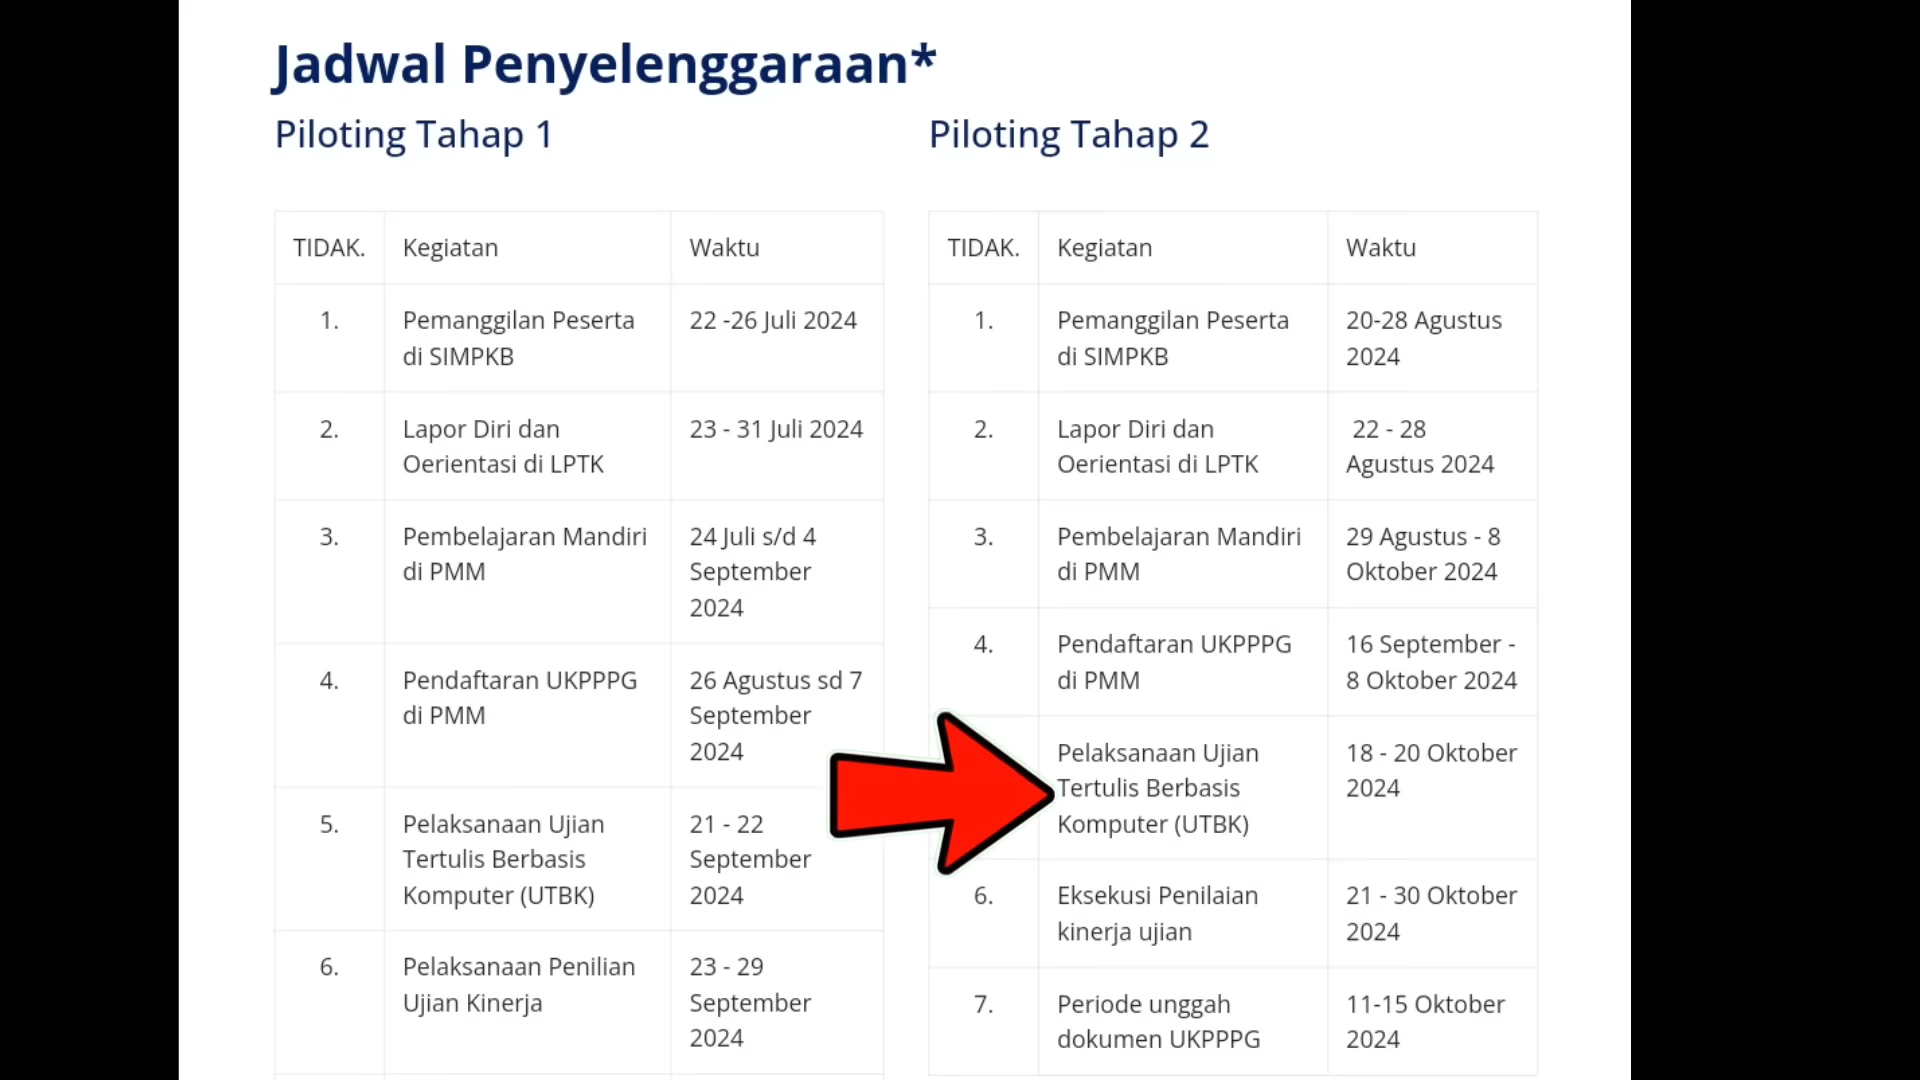 Jadwal Penyelenggaraan*
Piloting Tahap 1
TIDAK.
Kegiatan
Waktu
1.
Pemanggilan Peserta
di SIMPKB
22 -26 Juli 2024
2.
Lapor Diri dan
Oerientasi di LPTK
23 - 31 Juli 2024
3.
Pembelajaran Mandiri
di PMM
24 Juli s/d 4
September
2024
4.
Pendaftaran UKPPPG
di PMM
26 Agustus sd 7
September
2024
5.
Pelaksanaan Ujian
Tertulis Berbasis
Komputer (UTBK)
21 - 22
September
2024
6.
Pelaksanaan Penilian
Ujian Kinerja
23 - 29
September
2024
Piloting Tahap 2
TIDAK.
Kegiatan
Waktu
1.
Pemanggilan Peserta
di SIMPKB
20-28 Agustus
2024
2.
Lapor Diri dan
Oerientasi di LPTK
22 - 28
Agustus 2024
3.
Pembelajaran Mandiri
di PMM
29 Agustus - 8
Oktober 2024
4.
Pendaftaran UKPPPG
di PMM
16 September -
8 Oktober 2024
Pelaksanaan Ujian
Tertulis Berbasis
Komputer (UTBK)
18 - 20 Oktober
2024
6.
Eksekusi Penilaian
kinerja ujian
21 - 30 Oktober
2024
7.
Periode unggah
dokumen UKPPPG
11-15 Oktober
2024